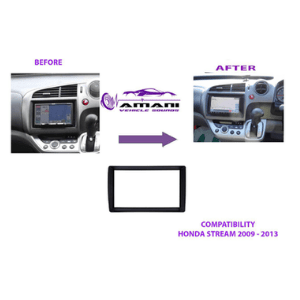 BEFORE
AFTER
AMANI
VEHICLE SOUNDS
COMPATIBILITY
HONDA STREAM 2009 - 2013